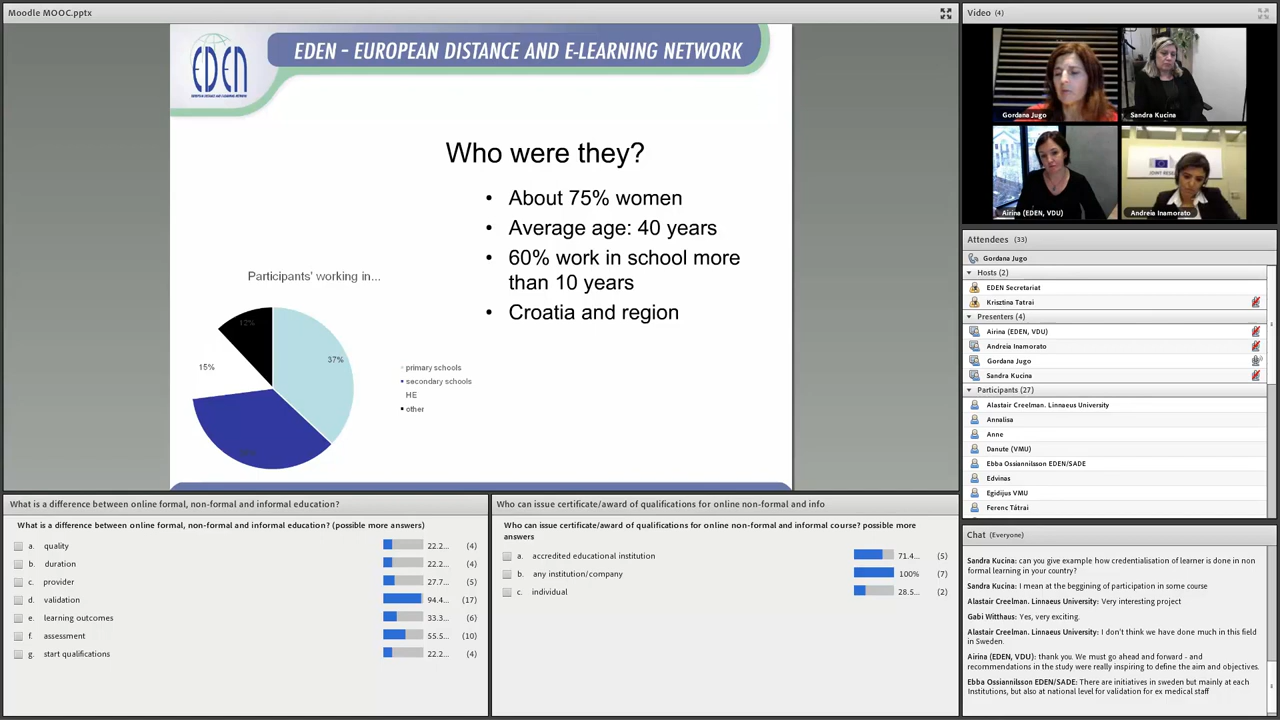 Moodle MOOC.pptx
EDEN
EDEN – EUROPEAN DISTANCE AND E-LEARNING NETWORK
Who were they?
• About 75% women
• Average age: 40 years
• 60% work in school more
than 10 years
• Croatia and region
Participants' working in...
12%
37%
15%
primary schools
secondary schools
HE
other
What is a difference between online formal, non-formal and informal education?
What is a difference between online formal, non-formal and informal education? (possible more answers)
a. quality 22.2... (4)
b. duration 22.2... (4)
c. provider 27.7... (5)
d. validation 94.4... (17)
e. learning outcomes 33.3... (6)
f. assessment 55.5... (10)
g. start qualifications 22.2... (4)
Who can issue certificate/award of qualifications for online non-formal and info
Who can issue certificate/award of qualifications for online non-formal and informal course? possible more
answers
a. accredited educational institution 71.4... (5)
b. any institution/company 100% (7)
c. individual 28.5... (2)
Video (4)
Gordana Jugo
Sandra Kucina
Airina (EDEN, VDU)
JOINT RESE
Andreia Inamorato
Attendees (33)
Gordana Jugo
Hosts (2)
EDEN Secretariat
Krisztina Tatrai
Presenters (4)
Airina (EDEN, VDU)
Andreia Inamorato
Gordana Jugo
Sandra Kucina
Participants (27)
Alastair Creelman. Linnaeus University
Annalisa
Anne
Danute (VMU)
Ebba Ossiannilsson EDEN/SADE
Edvinas
Egidijus VMU
Ferenc Tátrai
Chat (Everyone)
Sandra Kucina: can you give example how credentialisation of learner is done in non
formal learning in your country?
Sandra Kucina: I mean at the beggining of participation in some course
Alastair Creelman. Linnaeus University: Very interesting project
Gabi Witthaus: Yes, very exciting.
Alastair Creelman. Linnaeus University: I don't think we have done much in this field
in Sweden.
Airina (EDEN, VDU): thank you. We must go ahead and forward - and
recommendations in the study were really inspiring to define the aim and objectives.
Ebba Ossiannilsson EDEN/SADE: There are initiatives in sweden but mainly at each
Institutions, but also at national level for validation for ex medical staff